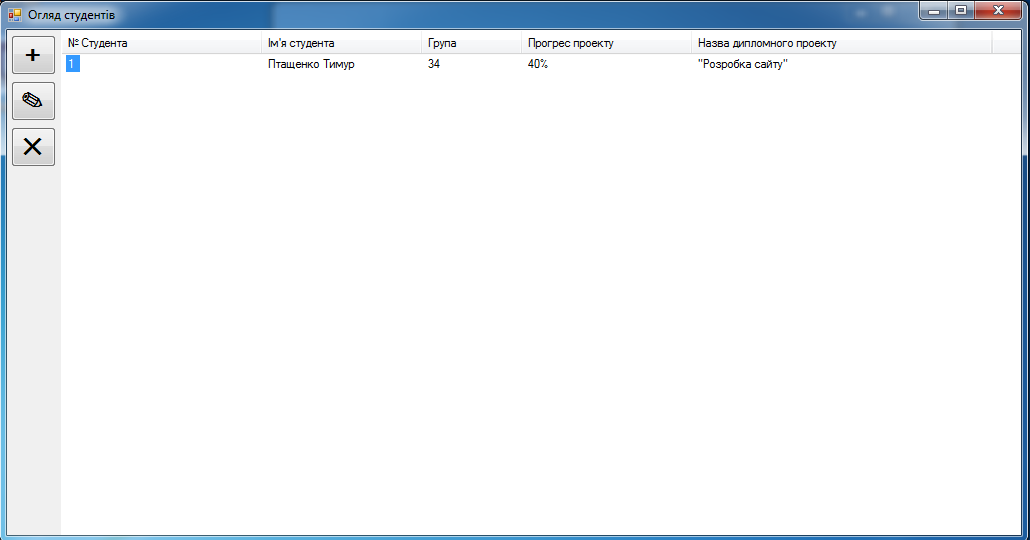 Огляд студентів
№ Студента Ім'я студента Група Прогрес проекту Назва дипломного проекту
1 Птащенко Тимур 34 40% "Розробка сайту"